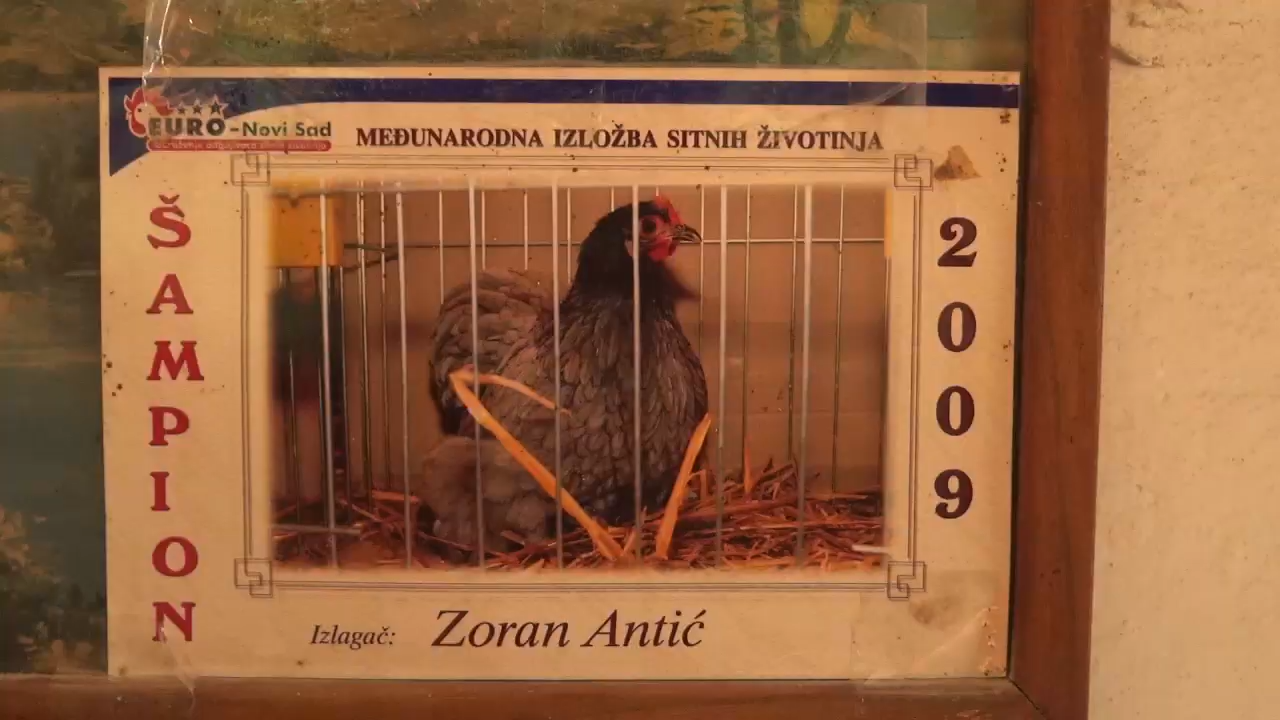 EURO-Novi Sad
MEĐUNARODNA IZLOŽBA SITNIH ŽIVOTINJA
ŠAMPION
2009
Izlagač: Zoran Antić